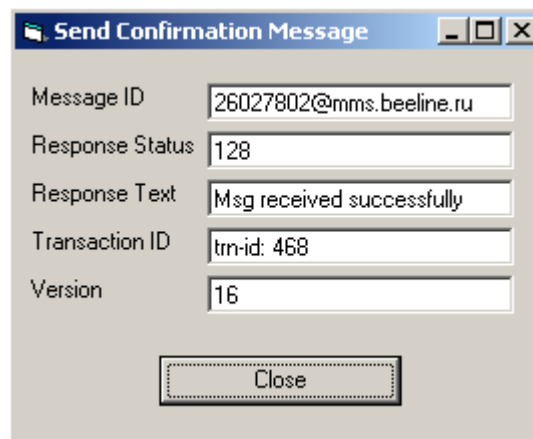 Send Confirmation Message
Message ID 26027802@mms.beeline.ru
Response Status 128
Response Text Msg received successfully
Transaction ID trn-id: 468
Version 16
Close